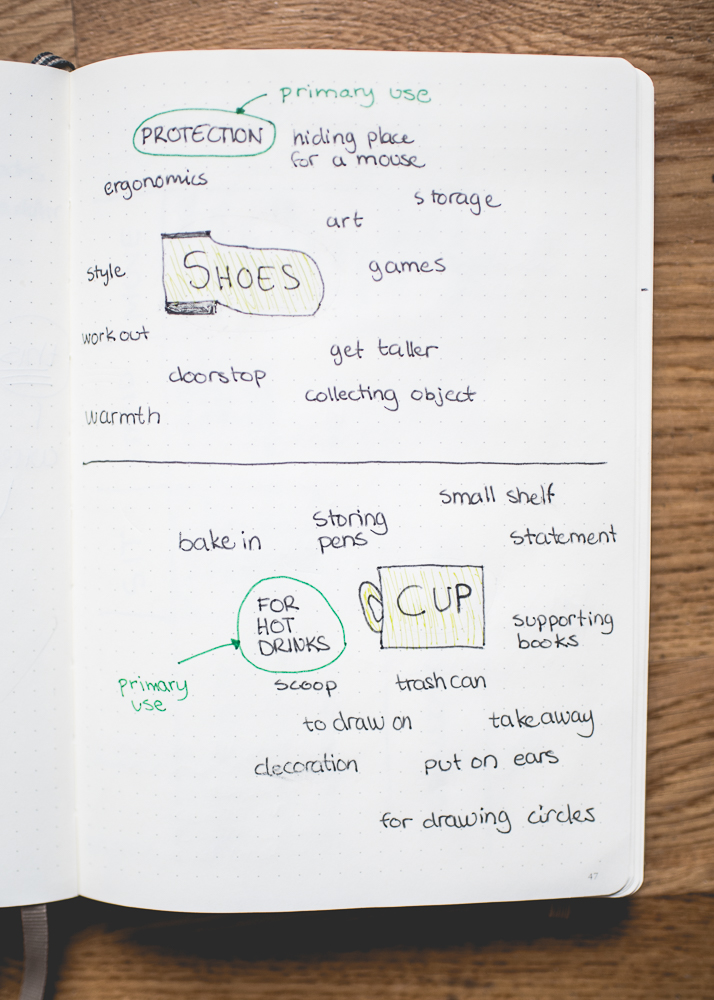 primary use
PROTECTION
hiding place
for a mouse
ergonomics
storage
art
SHOES
style
games
work out
get taller
doorstop
collecting object
warmth
small shelf
storing
pens
bake in
statement
CUP
FOR
HOT
DRINKS
supporting
books
primary
use
scoop
trash can
to draw on
take away
decoration
put on ears
for drawing circles
47